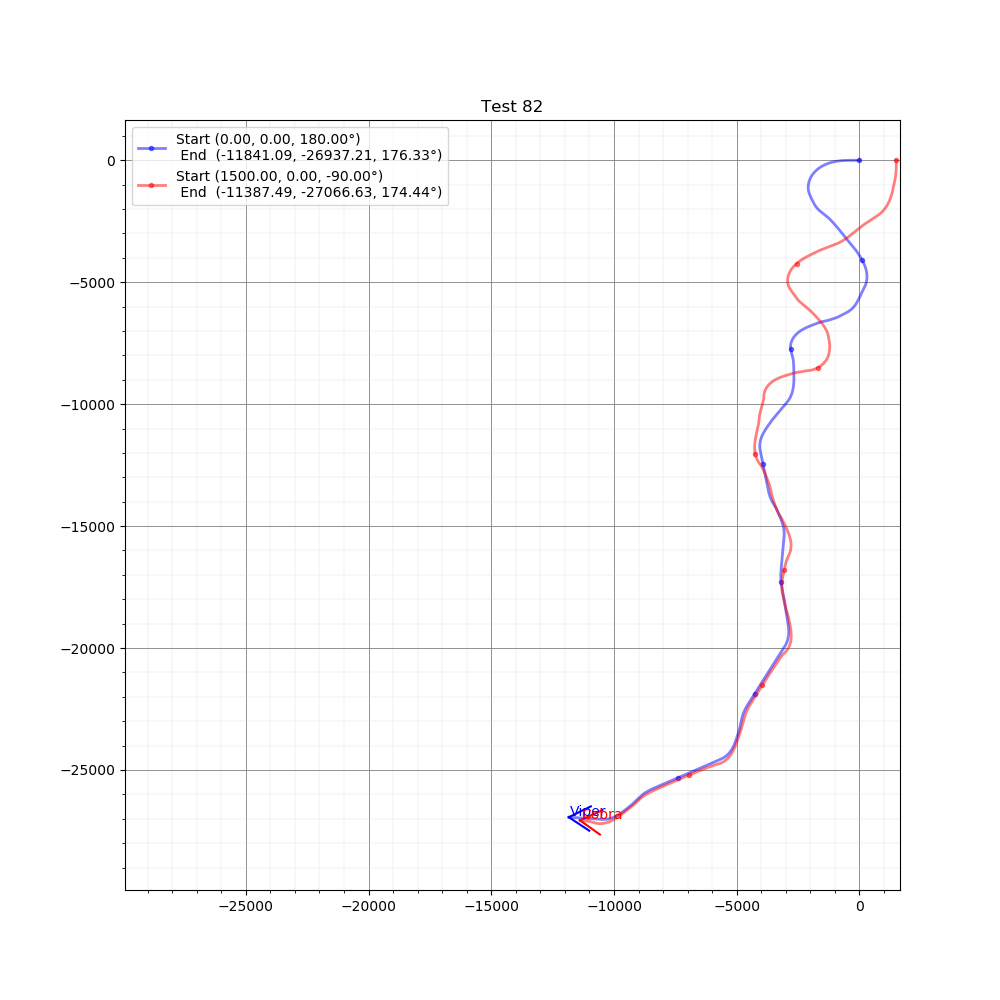 Test 82
Start (0.00, 0.00, 180.00°)
End (-11841.09, -26937.21, 176.33°)
Start (1500.00, 0.00, -90.00°)
End (-11387.49, -27066.63, 174.44°)
0
−5000
−10000
−15000
−20000
−25000
Viper
Cobra
−25000 −20000 −15000 −10000 −5000 0